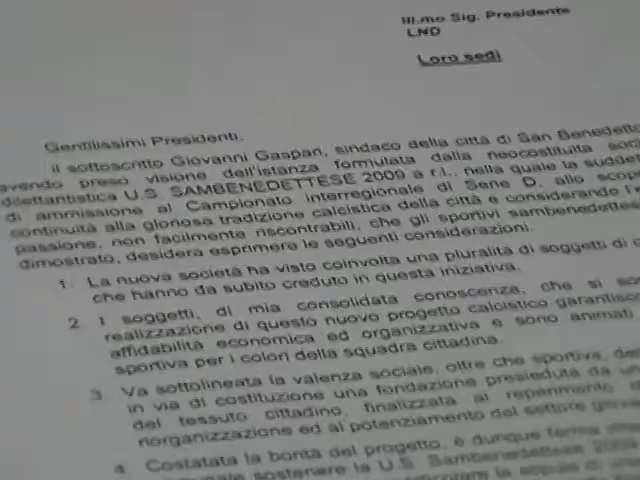 Ill.mo Sig. Presidente
LND
Loro sedi
Gentilissimi Presidenti,
il sottoscritto Giovanni Gaspari, sindaco della città di San Benedetto
avendo preso visione dell'istanza formulata dalla neocostituita
dilettantistica U.S. SAMBENEDETTESE 2009 a r.l., nella quale la
di ammissione al Campionato Interregionale di Serie D, allo
continuità alla gloriosa tradizione calcistica della città e considerando
passione, non facilmente riscontrabili, che gli sportivi
dimostrato, desidera esprimere le seguenti considerazioni.
1. La nuova società ha visto coinvolta una pluralità di soggetti di
che hanno da subito creduto in questa iniziativa.
2. I soggetti, di mia consolidata conoscenza, che si
realizzazione di questo nuovo progetto calcistico
affidabilità economica ed organizzativa e sono animati
sportiva per i colori della squadra cittadina.
3. Va sottolineata la valenza sociale, oltre che sportiva,
in via di costituzione una fondazione presieduta da
del tessuto cittadino, finalizzata al reperimento
riorganizzazione ed al potenziamento del settore
4. Costatata la bontà del progetto, è dunque ferma
sostenere la U.S. Sambenedettese 2009